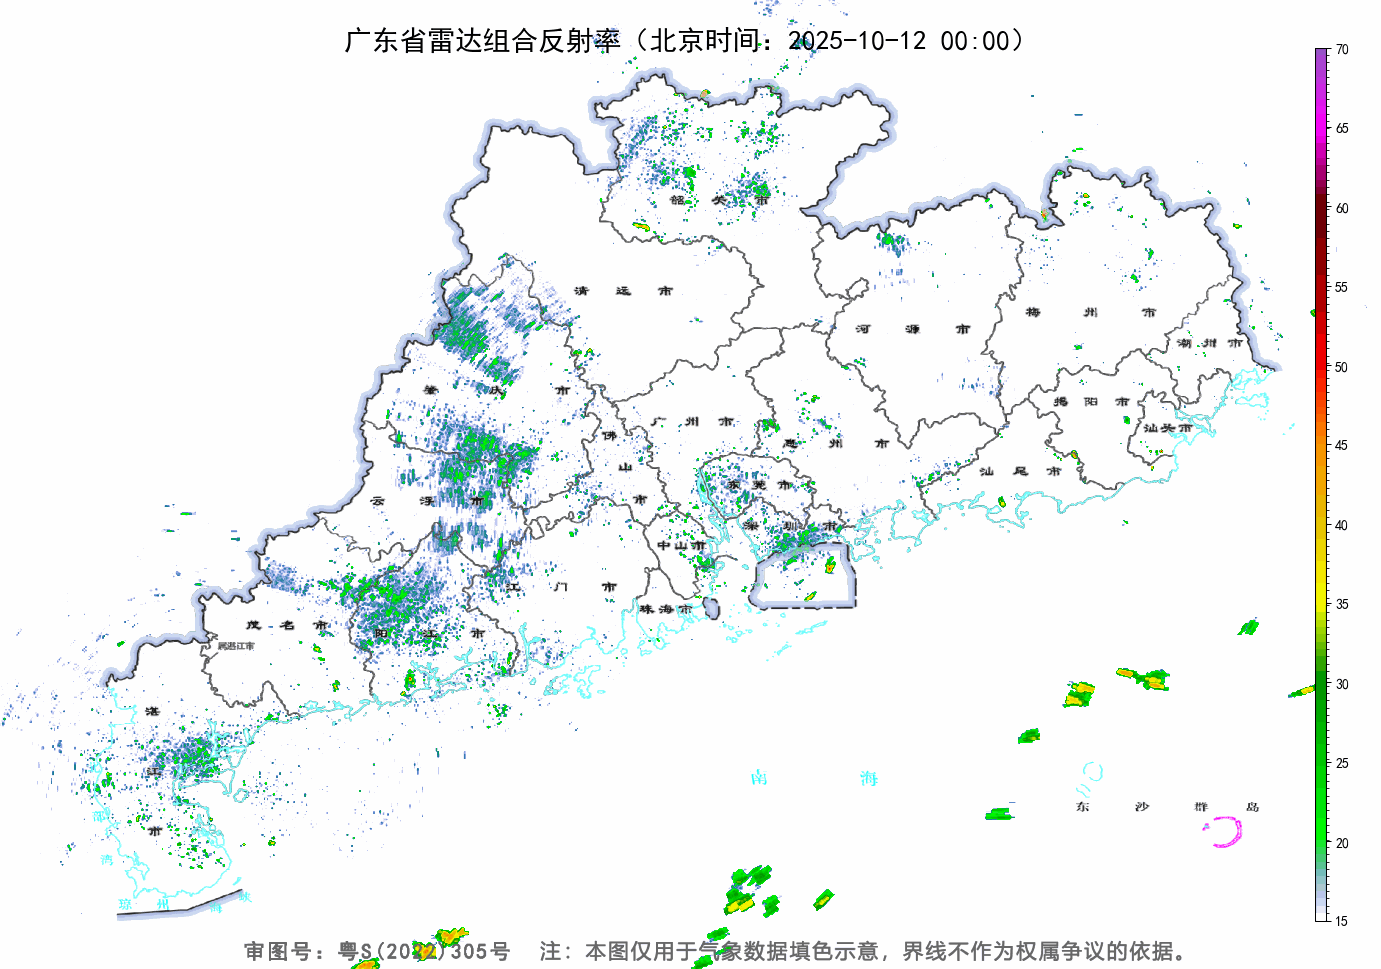 广东省雷达组合反射率（北京时间：2025-10-12 00:00）
70
65
60
55
50
45
40
35
30
25
20
15
韶 关 市
清 远 市
河 源 市
梅 州 市
潮 州 市
肇 庆 市
揭 阳 市
广 州 市
佛 山 市
惠 州 市
汕头市
汕 尾 市
东 莞 市
云 浮 市
深 圳 市
中山市
江 门 市
珠海市
茂 名 市
阳 江 市
属湛江市
湛 江 市
南 海
东 沙 群 岛
湾
琼 州 海 峡
审图号：粤S(2022)305号 注：本图仅用于气象数据填色示意，界线不作为权属争议的依据。